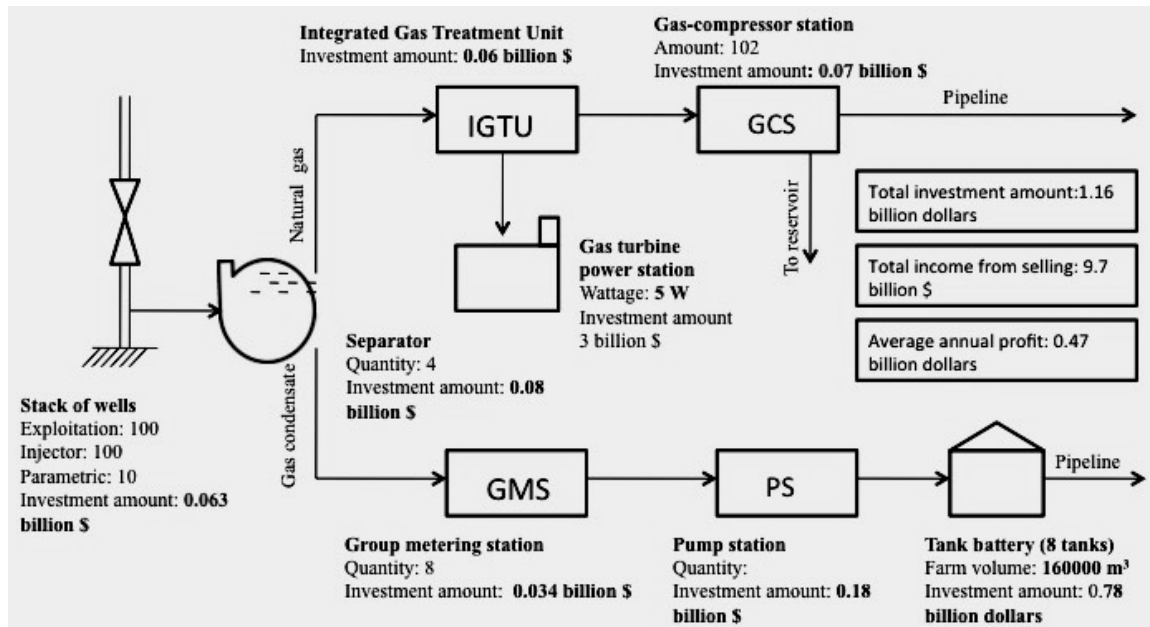 Integrated Gas Treatment Unit
Investment amount: 0.06 billion $
Gas-compressor station
Amount: 102
Investment amount: 0.07 billion $
IGTU
GCS
Pipeline
Natural gas
To reservoir
Total investment amount:1.16
billion dollars
Total income from selling: 9.7
billion $
Average annual profit: 0.47
billion dollars
Gas turbine
power station
Wattage: 5 W
Investment amount
3 billion $
Separator
Quantity: 4
Investment amount: 0.08
billion $
Stack of wells
Exploitation: 100
Injector: 100
Parametric: 10
Investment amount: 0.063
billion $
Gas condensate
GMS
PS
Pipeline
Group metering station
Quantity: 8
Investment amount: 0.034 billion $
Pump station
Quantity:
Investment amount: 0.18
billion $
Tank battery (8 tanks)
Farm volume: 160000 m³
Investment amount: 0.78
billion dollars